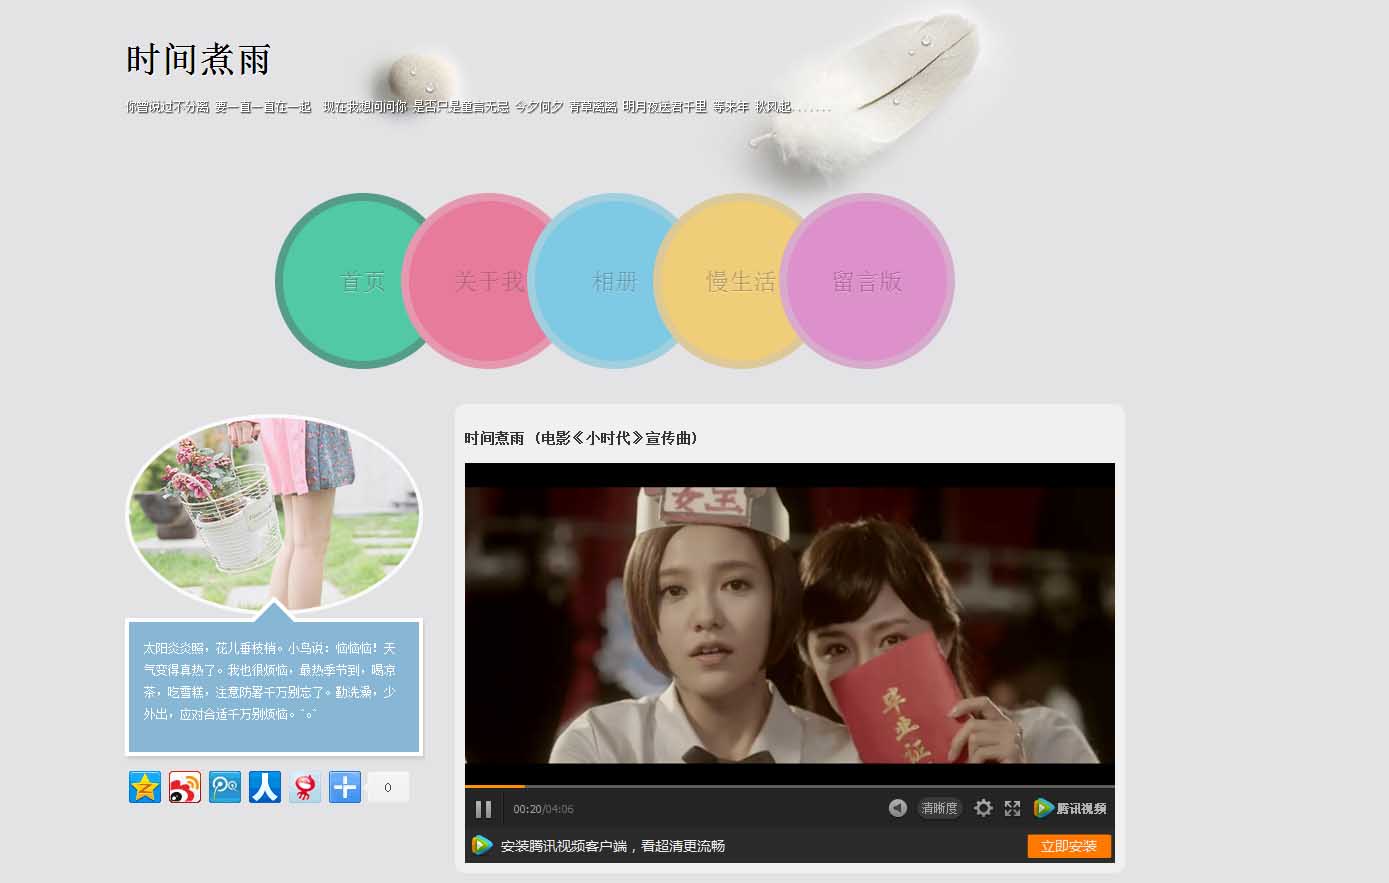 时间煮雨
你曾说过不分离 要一直一直在一起 现在我想问问你 是否只是童言无忌 今夕何夕 青草离离 明月夜送君千里 等来年 秋风起.......
首页
关于我
相册
慢生活
留言版
时间煮雨 (电影《小时代》宣传曲)
女王
毕业证
太阳炎炎照，花儿垂枝梢。小鸟说：恼恼恼！天
气变得真热了。我也很烦恼，最热季节到，喝凉
茶，吃雪糕，注意防署千万别忘了。勤洗澡，少
外出，应对合适千万别烦恼。^o^
0
00:20/04:06
清晰度
腾讯视频
安装腾讯视频客户端，看超清更流畅
立即安装